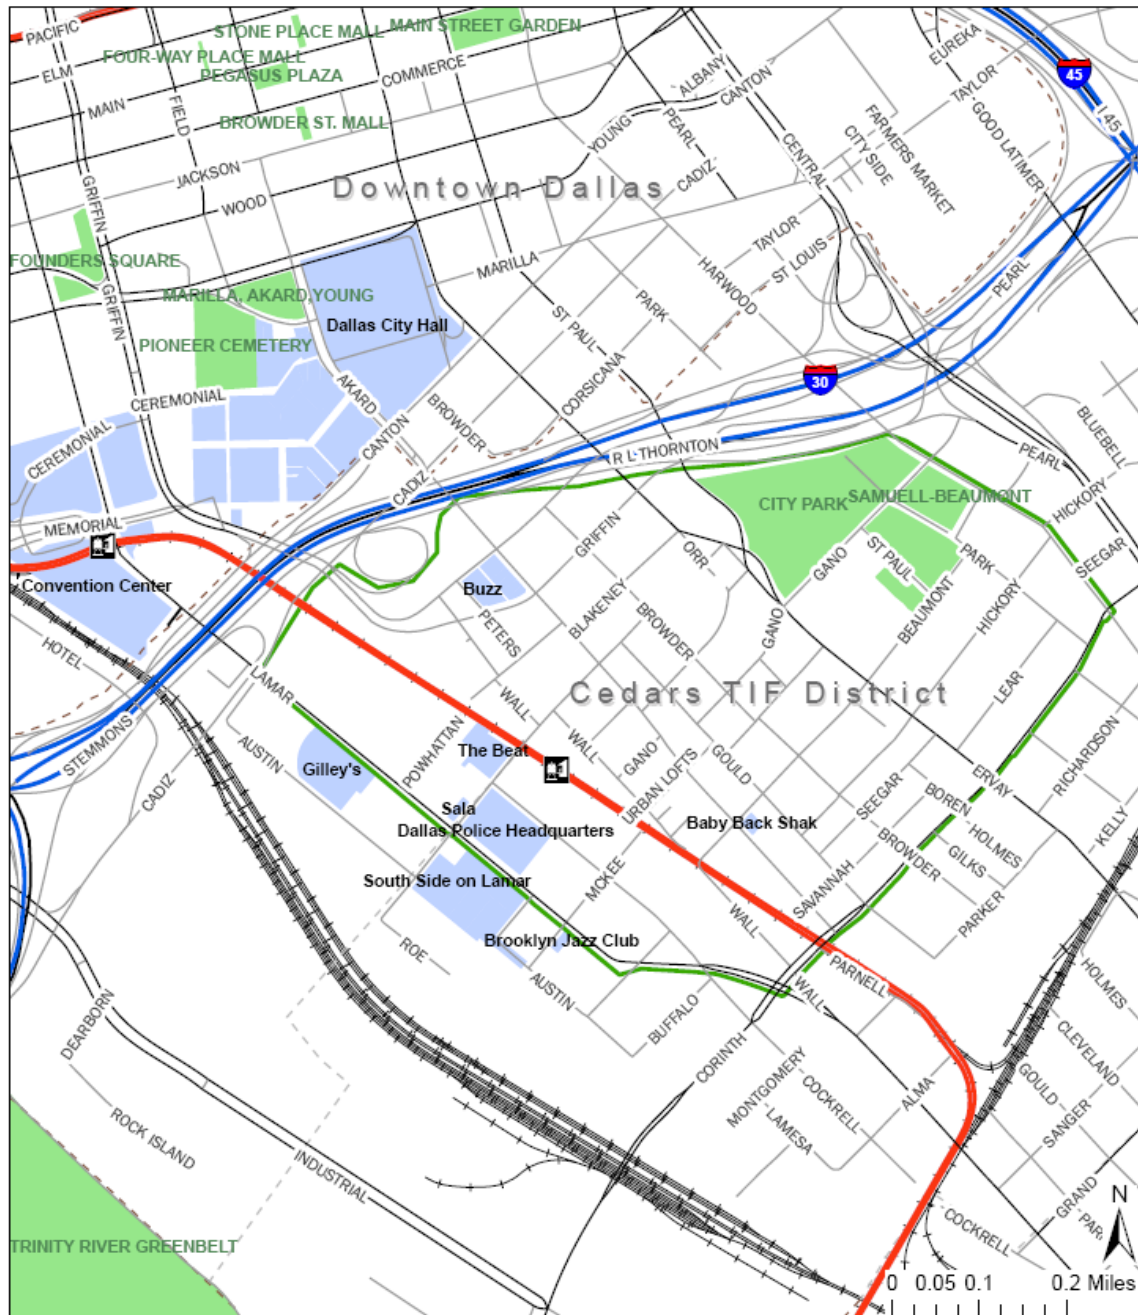 PACIFIC
STONE PLACE MALL
MAIN STREET GARDEN
FOUR-WAY PLACE MALL
ELM
PEGASUS PLAZA
COMMERCE
ALBANY
CANTON
EUREKA
TAYLOR
45
I 45
MAIN
FIELD
BROWDER ST. MALL
YOUNG
PEARL
CADIZ
CENTRAL
CITY SIDE
FARMERS MARKET
GOOD LATIMER
JACKSON
WOOD
GRIFFIN
Downtown Dallas
FOUNDERS SQUARE
GRIFFIN
MARILLA, AKARD, YOUNG
MARILLA
TAYLOR
ST LOUIS
HARWOOD
PARK
PEARL
Dallas City Hall
ST PAUL
PIONEER CEMETERY
30
CEREMONIAL
AKARD
BROWDER
CORSICANA
CEREMONIAL
CANTON
CADIZ
R L THORNTON
BLUEBELL
PEARL
HICKORY
CITY PARK
SAMUELL-BEAUMONT
MEMORIAL
GRIFFIN
ORR
GANO
ST PAUL
PARK
SEEGAR
Convention Center
Buzz
BLAKENEY
BROWDER
GANO
BEAUMONT
HICKORY
HOTEL
PETERS
LAMAR
WALL
Cedars TIF District
LEAR
STEMMONS
AUSTIN
CADIZ
POWHATTAN
The Beat
WALL
GANO
GOULD
RICHARDSON
Gilley's
URBAN LOFTS
SEEGAR
ERVAY
BOREN
KELLY
Sala
Dallas Police Headquarters
Baby Back Shak
HOLMES
GILKS
BROWDER
South Side on Lamar
MCKEE
SAVANNAH
PARKER
WALL
Brooklyn Jazz Club
ROE
AUSTIN
PARNELL
WALL
HOLMES
BUFFALO
DEARBORN
CORINTH
CLEVELAND
GOULD
MONTGOMERY
COCKRELL
ALMA
SANGER
LAMESA
ROCK ISLAND
INDUSTRIAL
GRAND
PARK
N
COCKRELL
TRINITY RIVER GREENBELT
0 0.05 0.1 0.2 Miles